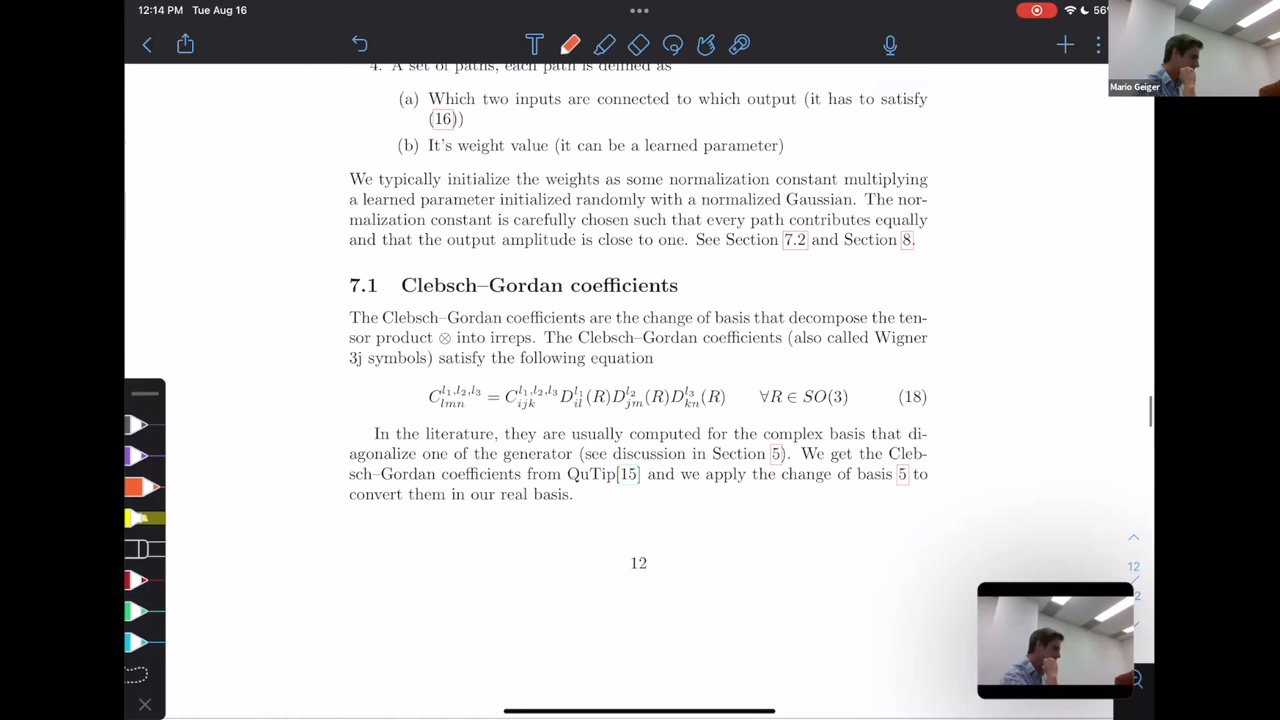 12:14 PM Tue Aug 16
56%
Mario Geiger
4. A set of paths, each path is defined as
(a) Which two inputs are connected to which output (it has to satisfy
(16))
(b) It's weight value (it can be a learned parameter)
We typically initialize the weights as some normalization constant multiplying
a learned parameter initialized randomly with a normalized Gaussian. The nor-
malization constant is carefully chosen such that every path contributes equally
and that the output amplitude is close to one. See Section 7.2 and Section 8.
7.1 Clebsch–Gordan coefficients
The Clebsch–Gordan coefficients are the change of basis that decompose the ten-
sor product ⊗ into irreps. The Clebsch–Gordan coefficients (also called Wigner
3j symbols) satisfy the following equation
C^{l_1,l_2,l_3}_{lmn} = C^{l_1,l_2,l_3}_{ijk} D^{l_1}_{il}(R) D^{l_2}_{jm}(R) D^{l_3}_{kn}(R) ∀R ∈ SO(3) (18)
In the literature, they are usually computed for the complex basis that di-
agonalize one of the generator (see discussion in Section 5). We get the Cleb-
sch–Gordan coefficients from QuTip[15] and we apply the change of basis 5 to
convert them in our real basis.
12
12